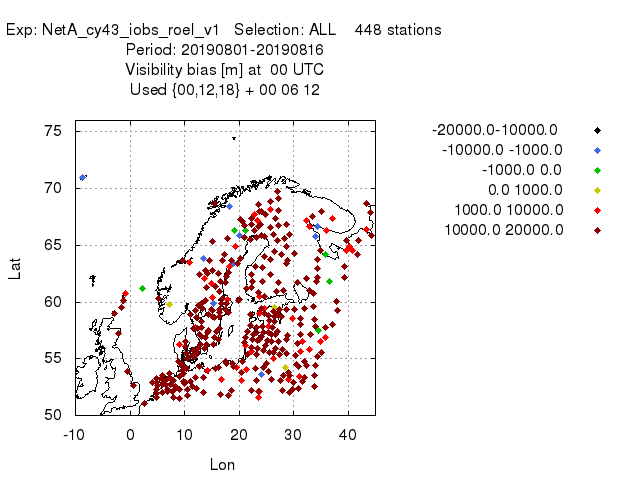 Exp: NetA_cy43_iobs_roel_v1   Selection: ALL    448 stations
Period: 20190801-20190816
Visibility bias [m] at  00 UTC
Used {00,12,18} + 00 06 12
-20000.0-10000.0
-10000.0 -1000.0
-1000.0 0.0
0.0 1000.0
1000.0 10000.0
10000.0 20000.0
75
70
65
60
55
50
Lat
-10 0 10 20 30 40
Lon